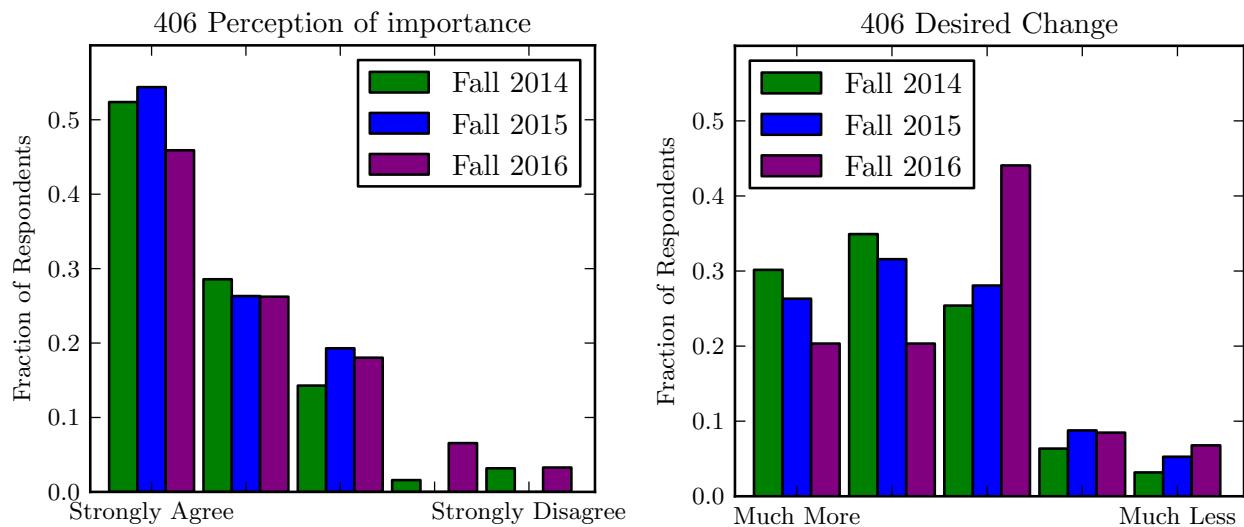 406 Perception of importance
Fraction of Respondents
0.5
0.4
0.3
0.2
0.1
0.0
Fall 2014
Fall 2015
Fall 2016
Strongly Agree
Strongly Disagree
406 Desired Change
Fraction of Respondents
0.5
0.4
0.3
0.2
0.1
0.0
Fall 2014
Fall 2015
Fall 2016
Much More
Much Less